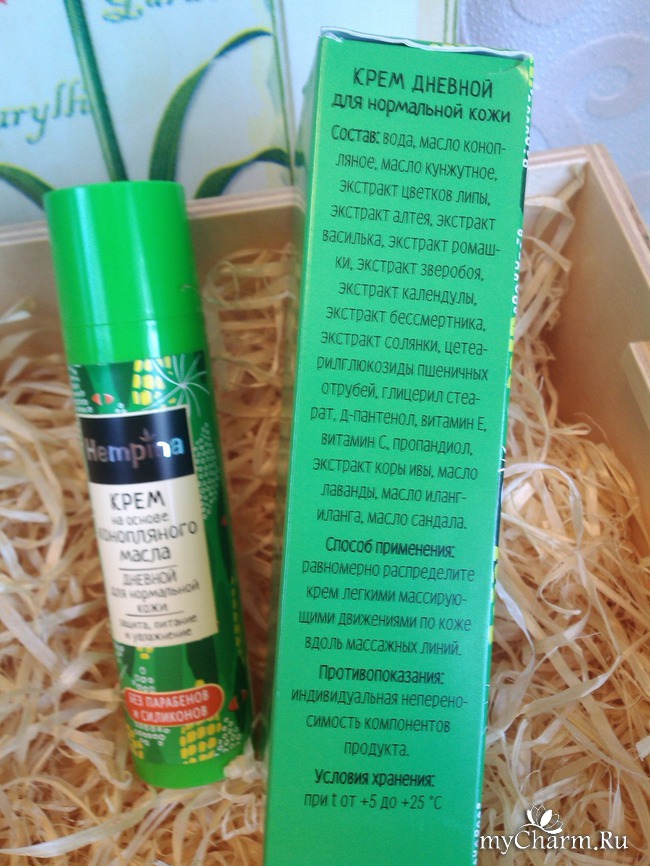 Hempina
КРЕМ
на основе
конопляного
масла
дневной
для нормальной
кожи
защита, питание
и увлажнение
БЕЗ ПАРАБЕНОВ
И СИЛИКОНОВ
КРЕМ ДНЕВНОЙ
для нормальной кожи
Состав: вода, масло коноп-
ляное, масло кунжутное,
экстракт цветков липы,
экстракт алтея, экстракт
василька, экстракт ромаш-
ки, экстракт зверобоя,
экстракт календулы,
экстракт бессмертника,
экстракт солянки, цетеа-
рилглюкозиды пшеничных
отрубей, глицерил стеа-
рат, д-пантенол, витамин Е,
витамин С, пропандиол,
экстракт коры ивы, масло
лаванды, масло иланг-
иланга, масло сандала.
Способ применения:
равномерно распределите
крем легкими массирую-
щими движениями по коже
вдоль массажных линий.
Противопоказания:
индивидуальная неперено-
симость компонентов
продукта.
Условия хранения:
при t от +5 до +25 °C
myCharm.Ru